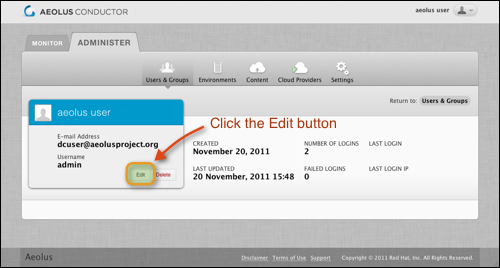 AEOLUS CONDUCTOR
aeolus user
MONITOR
ADMINISTER
Users & Groups
Environments
Content
Cloud Providers
Settings
aeolus user
Return to: Users & Groups
E-mail Address
dcuser@aeolusproject.org
Username
admin
Edit
Delete
Click the Edit button
CREATED
November 20, 2011
NUMBER OF LOGINS
2
LAST LOGIN
LAST UPDATED
20 November, 2011 15:48
FAILED LOGINS
0
LAST LOGIN IP
Aeolus
Disclaimer
Terms of Use
Support
Copyright © 2011 Red Hat, Inc. All Rights Reserved.